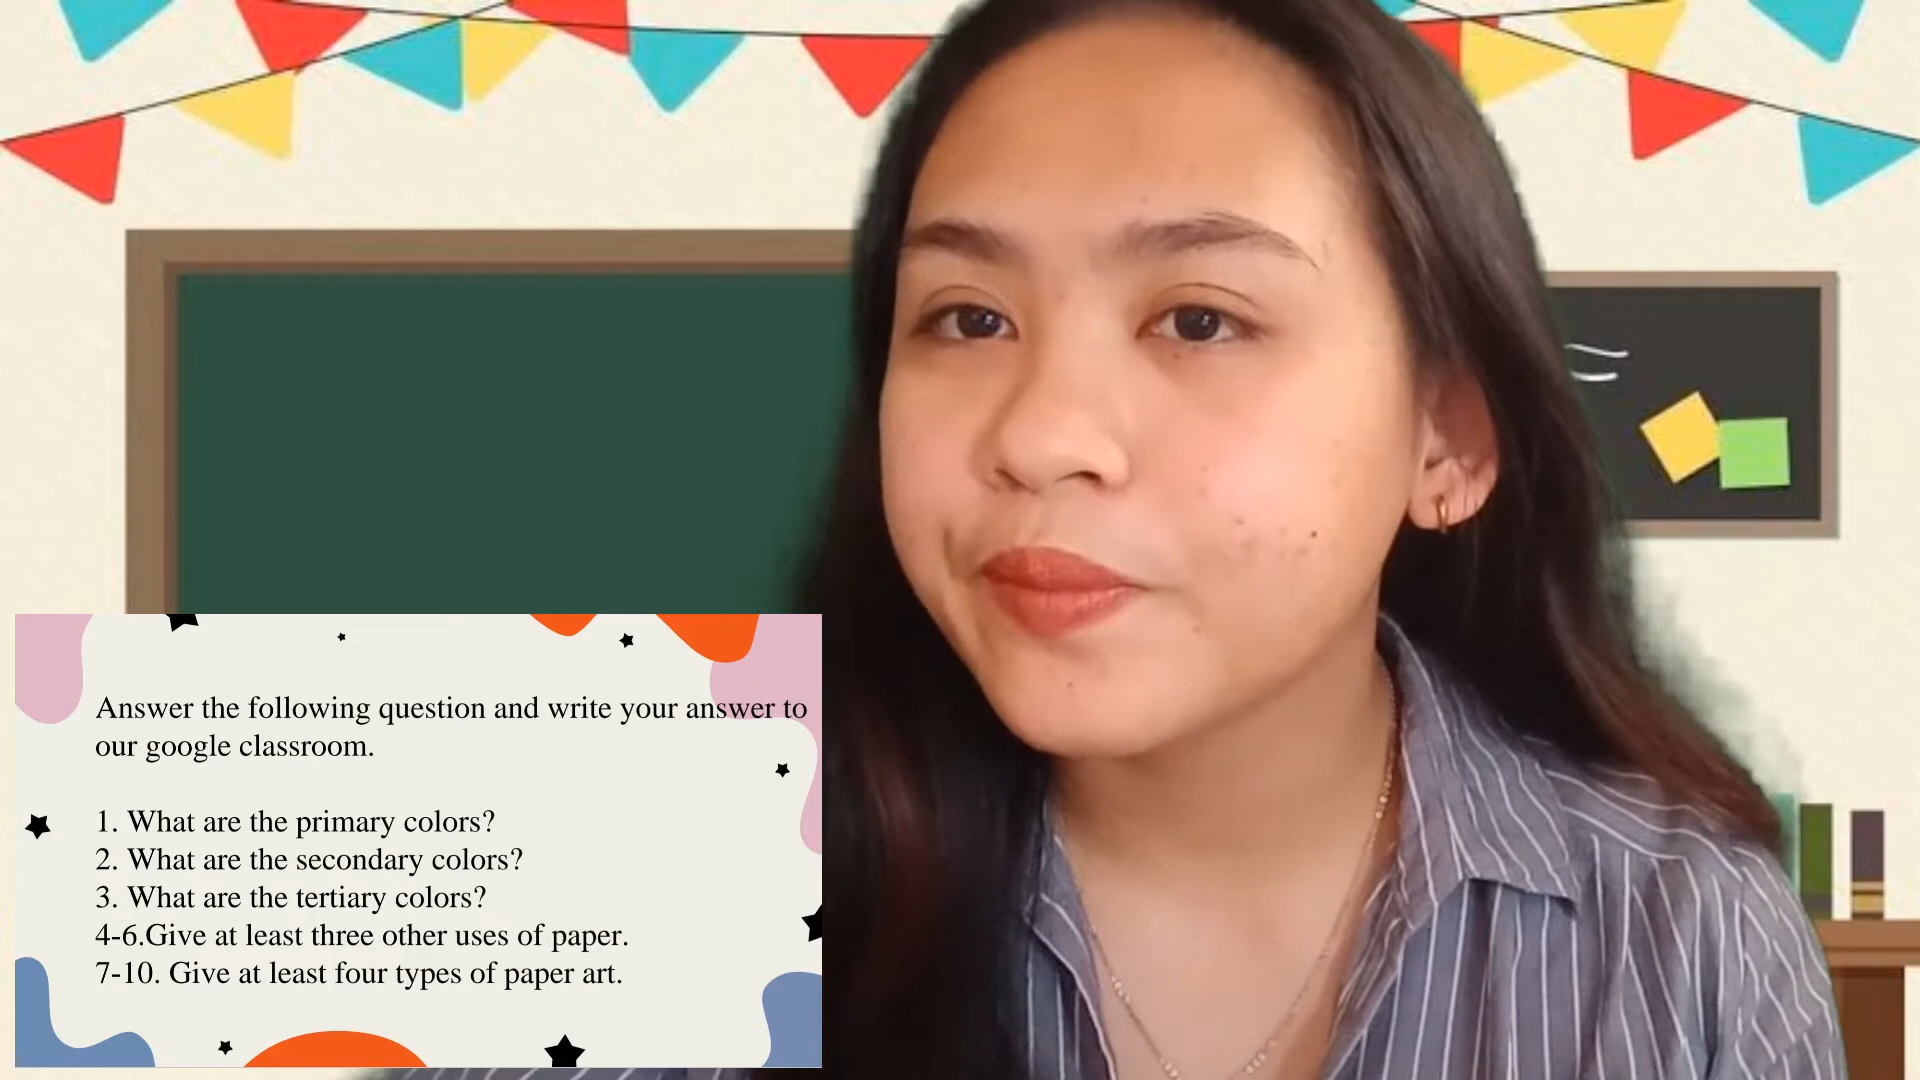 Answer the following question and write your answer to
our google classroom.
1. What are the primary colors?
2. What are the secondary colors?
3. What are the tertiary colors?
4-6.Give at least three other uses of paper.
7-10. Give at least four types of paper art.